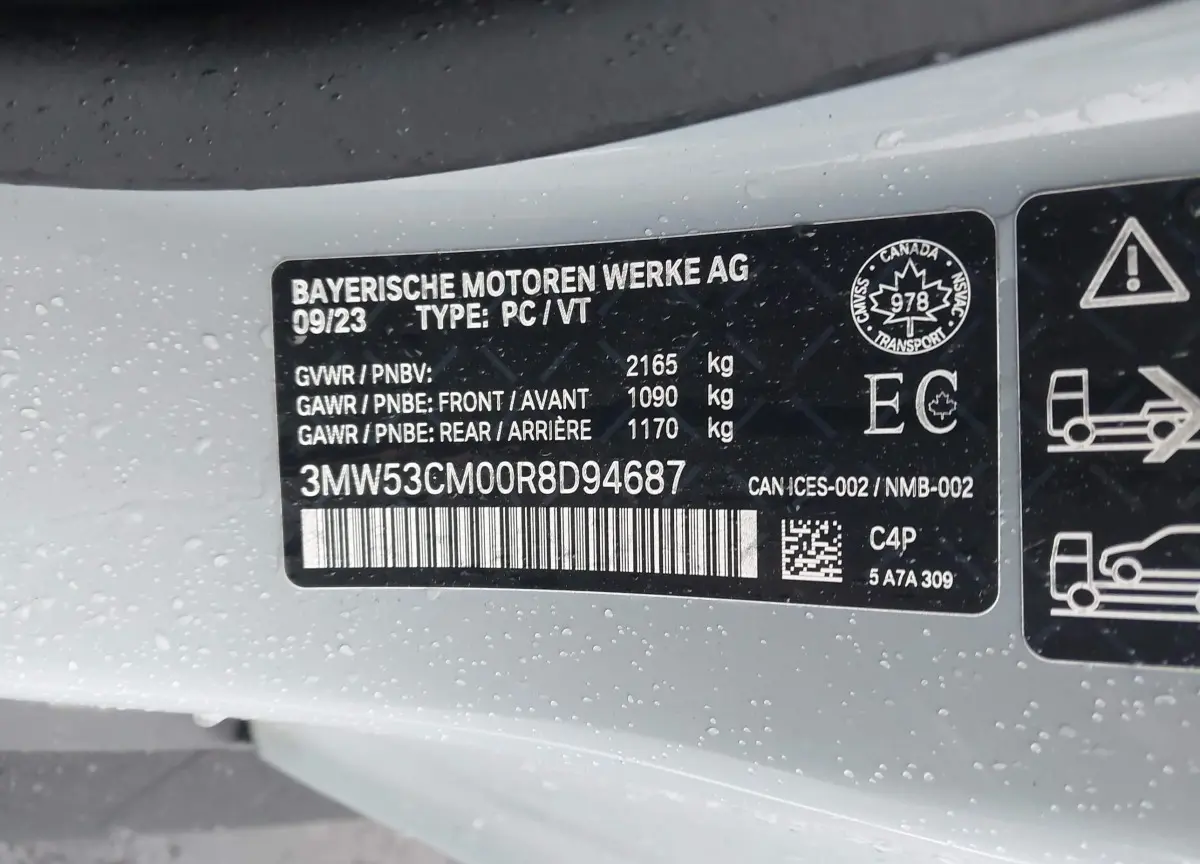 BAYERISCHE MOTOREN WERKE AG
09/23 TYPE: PC / VT
GVWR / PNBV: 2165 kg
GAWR / PNBE: FRONT / AVANT 1090 kg
GAWR / PNBE: REAR / ARRIÈRE 1170 kg
3MW53CM00R8D94687
CANADA
CMVSS 978 NSVAC
TRANSPORT
EC
CAN ICES-002 / NMB-002
C4P
5 A7A 309